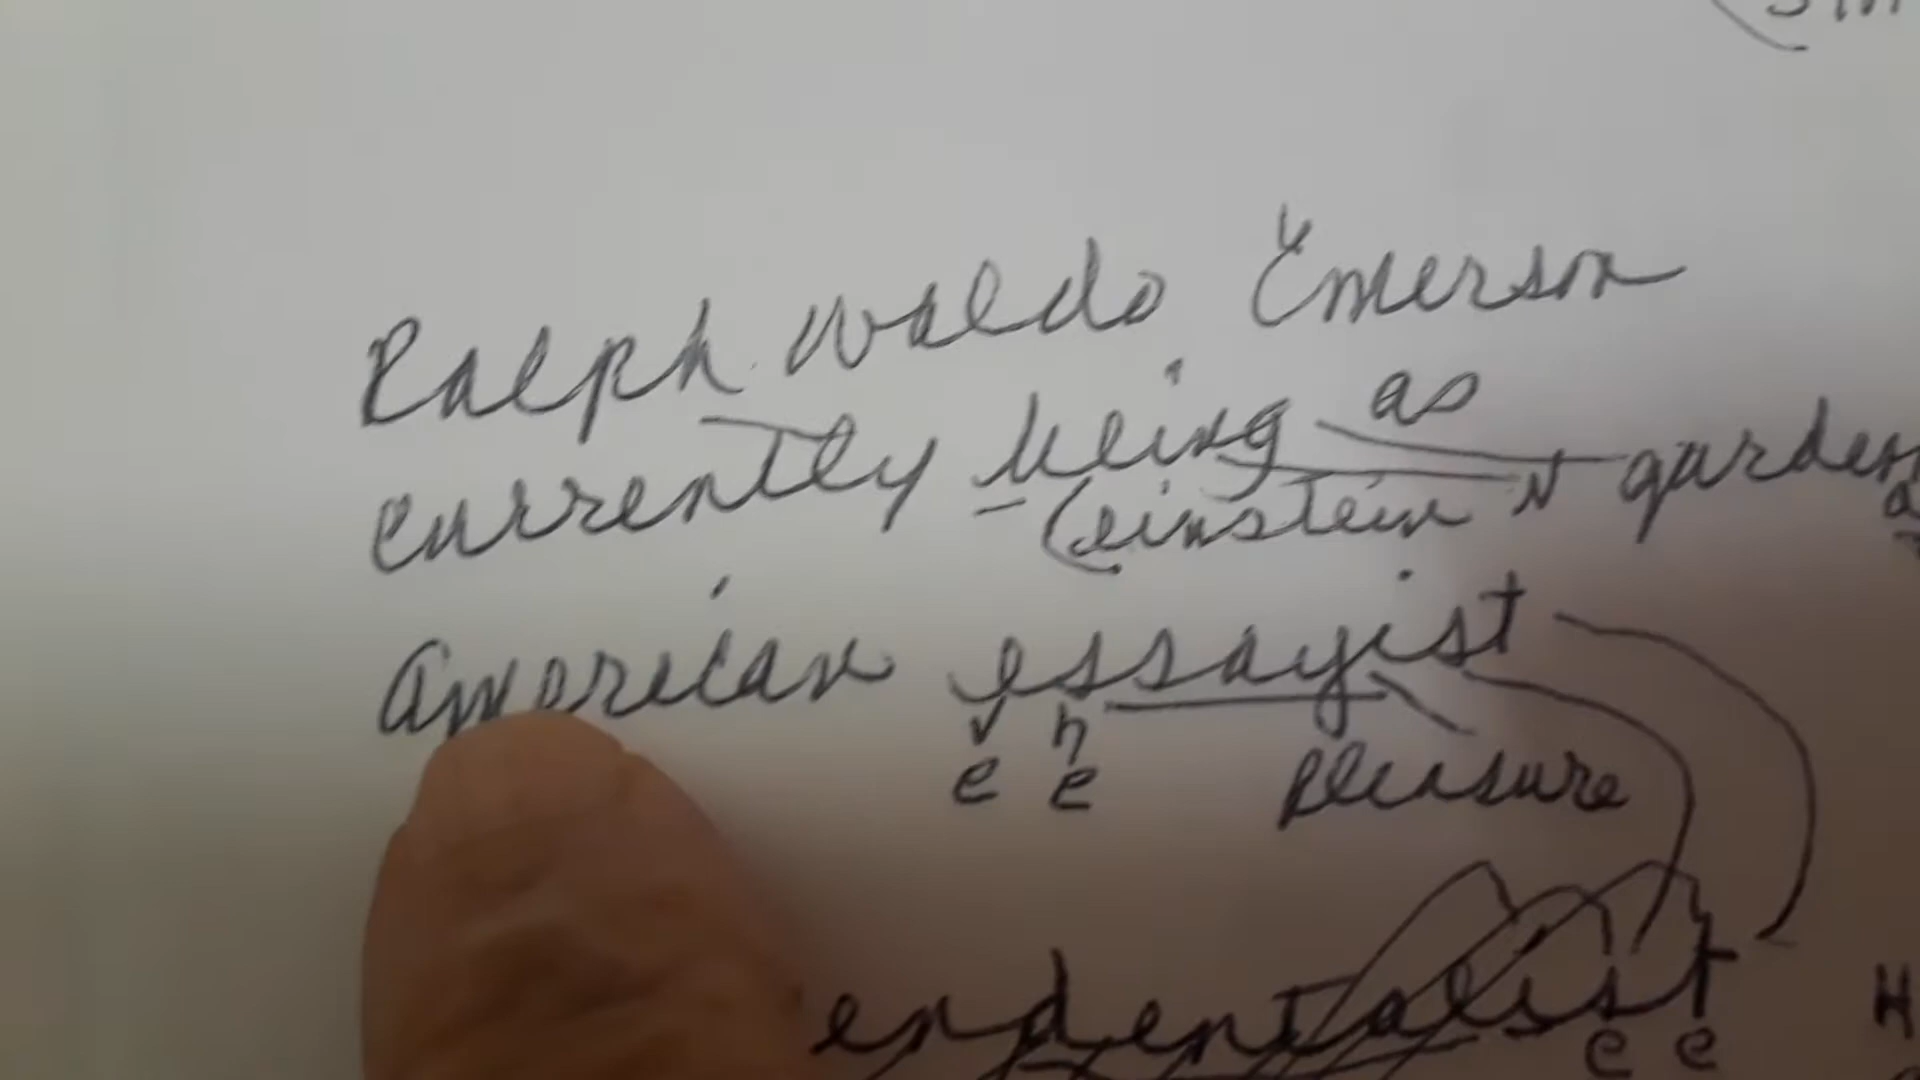 Ralph Waldo Emerson
currently being as
(einstein N garden
American essayist
e e pleasure
endentalist
e e
H